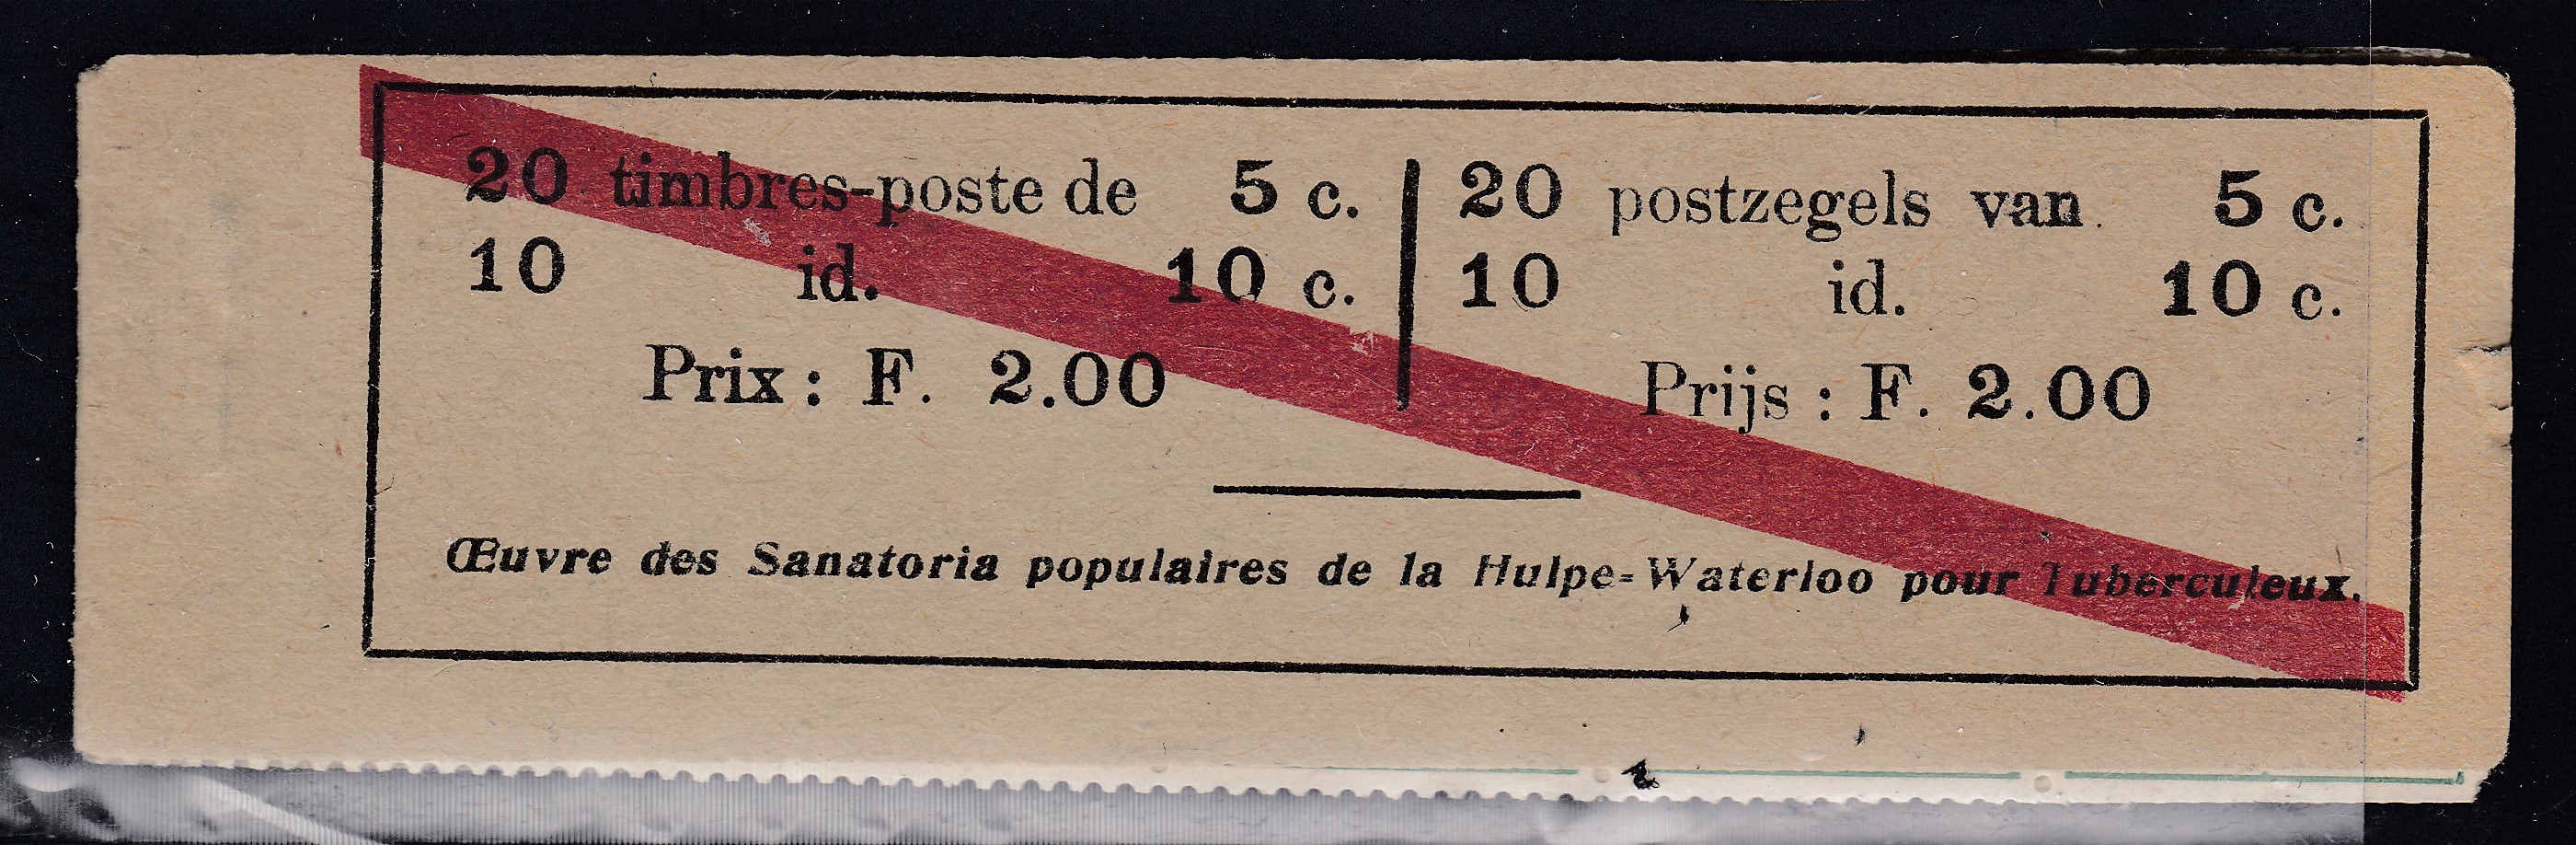 20 timbres-poste de 5 c.
10 id. 10 c.
Prix : F. 2.00
20 postzegels van 5 c.
10 id. 10 c.
Prijs : F. 2.00
Œuvre des Sanatoria populaires de la Hulpe-Waterloo pour Tuberculeux.